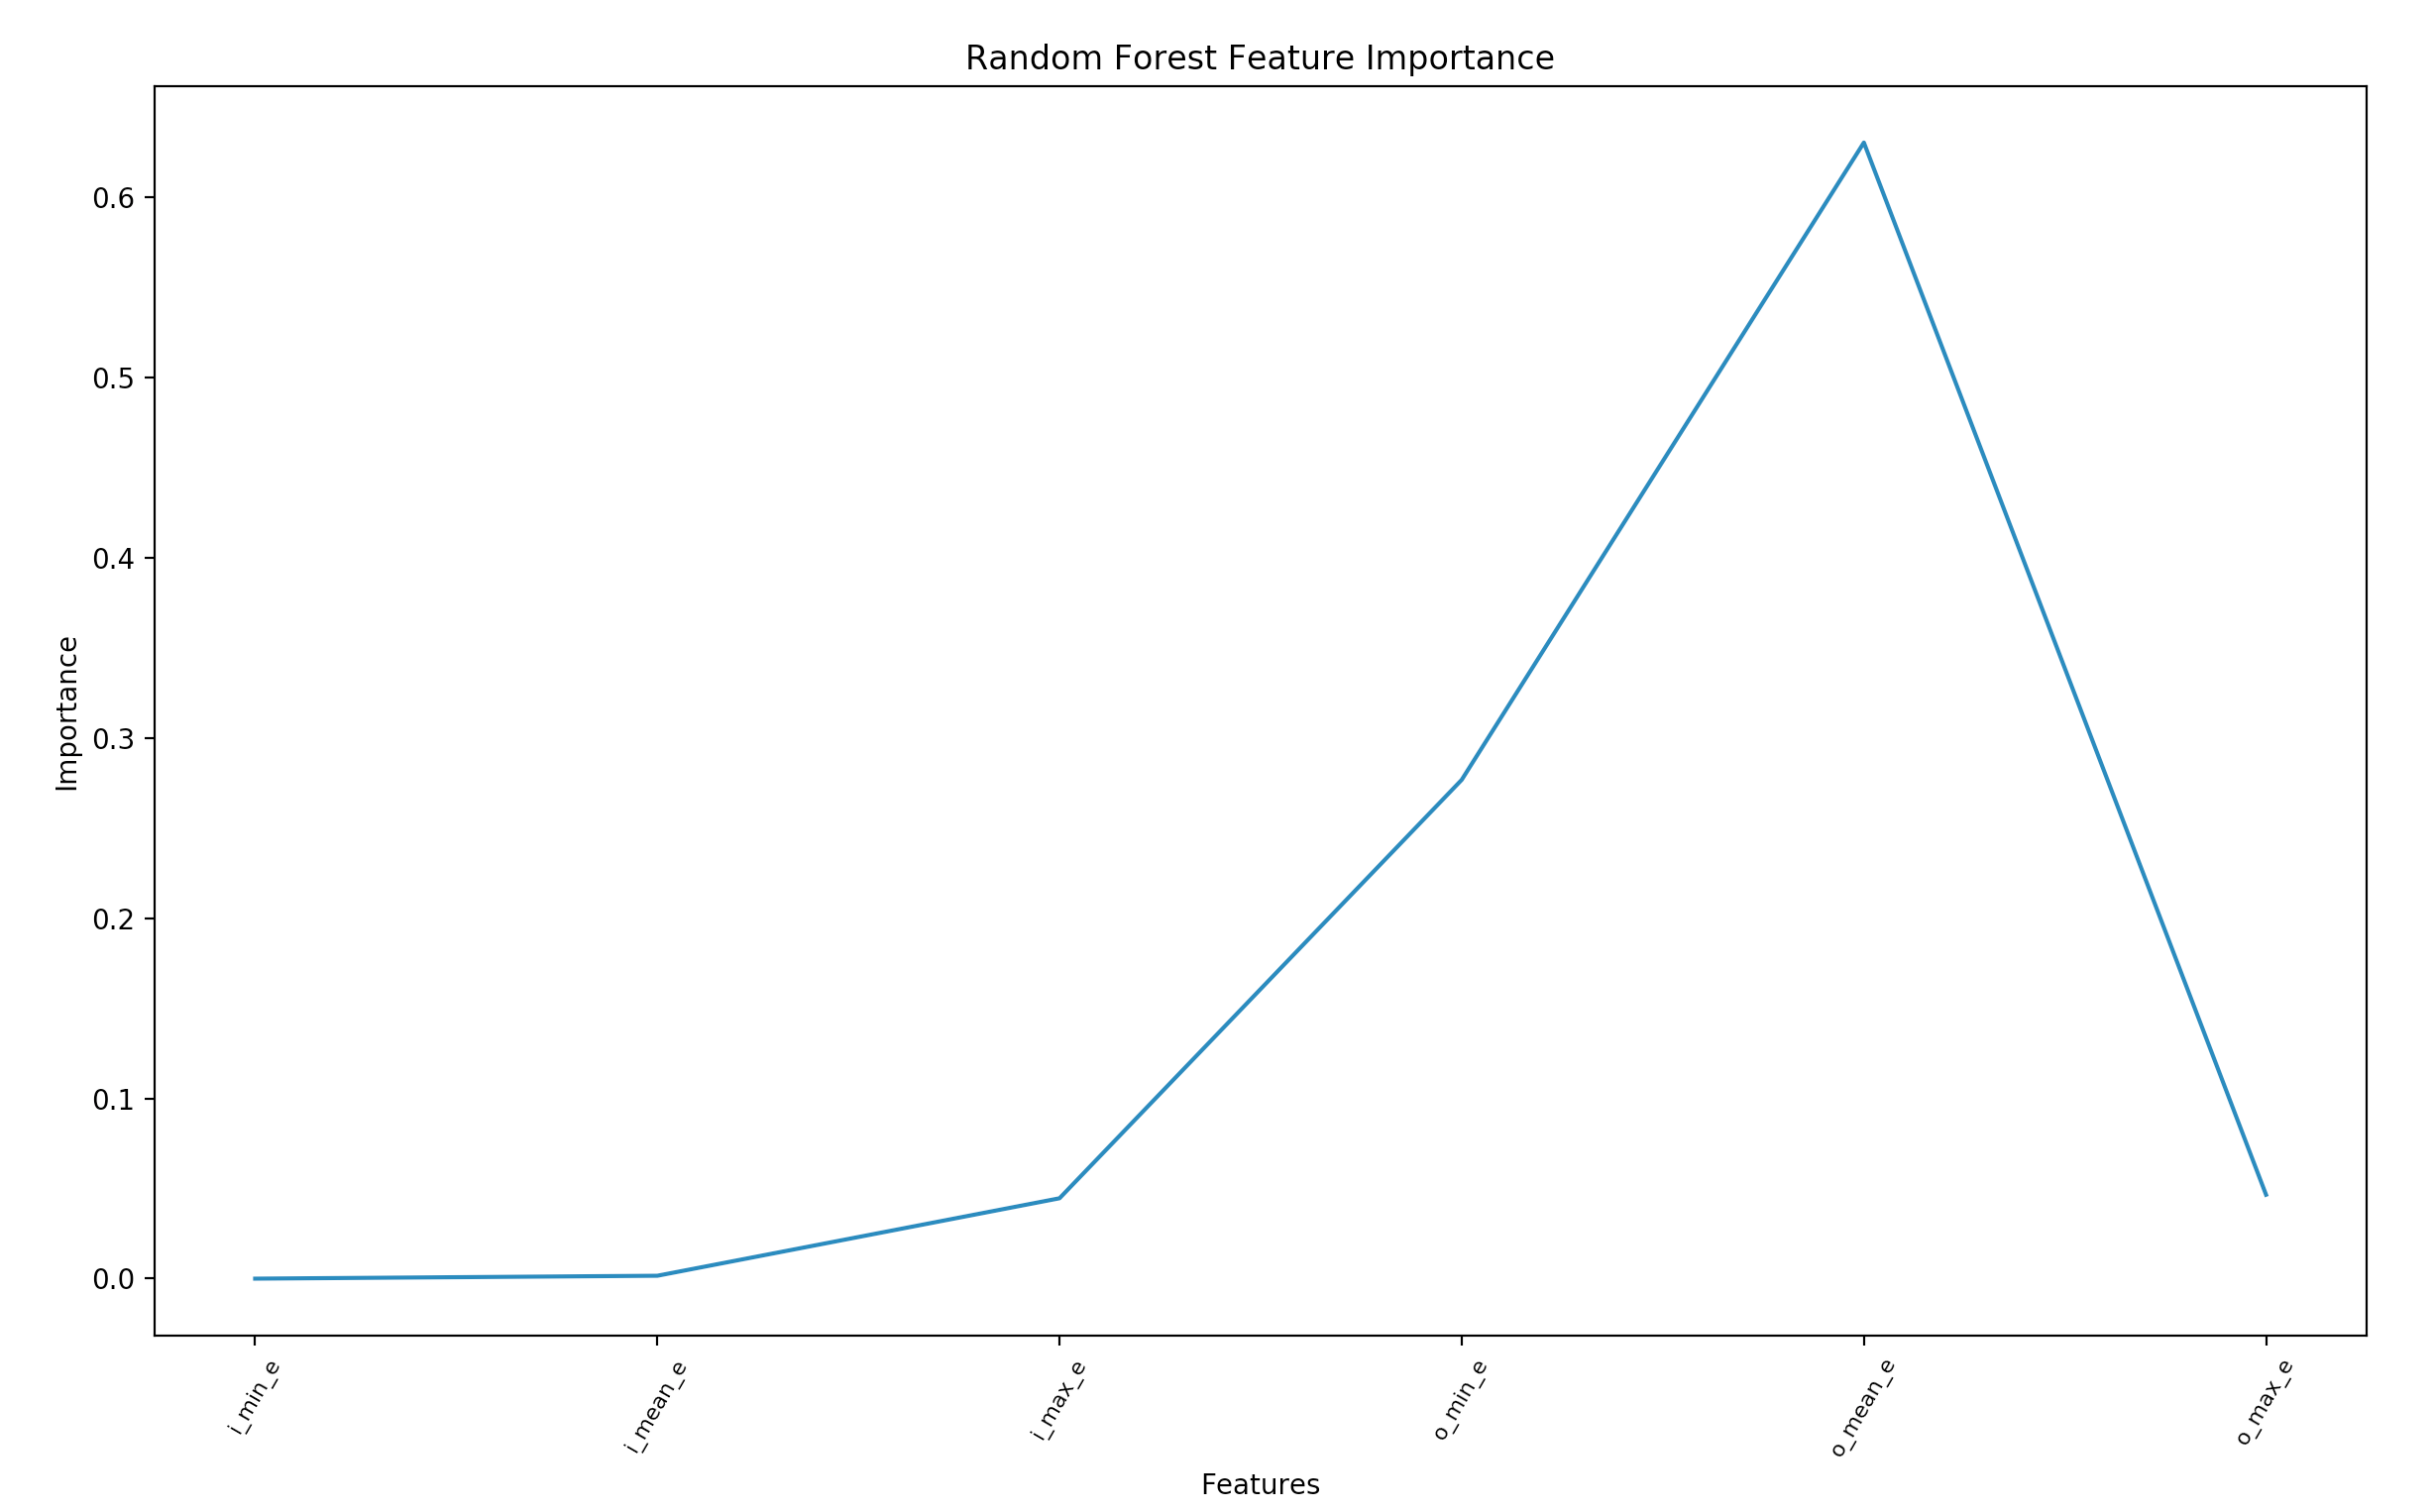 Random Forest Feature Importance
Importance
0.6
0.5
0.4
0.3
0.2
0.1
0.0
i_min_e
i_mean_e
i_max_e
o_min_e
o_mean_e
o_max_e
Features